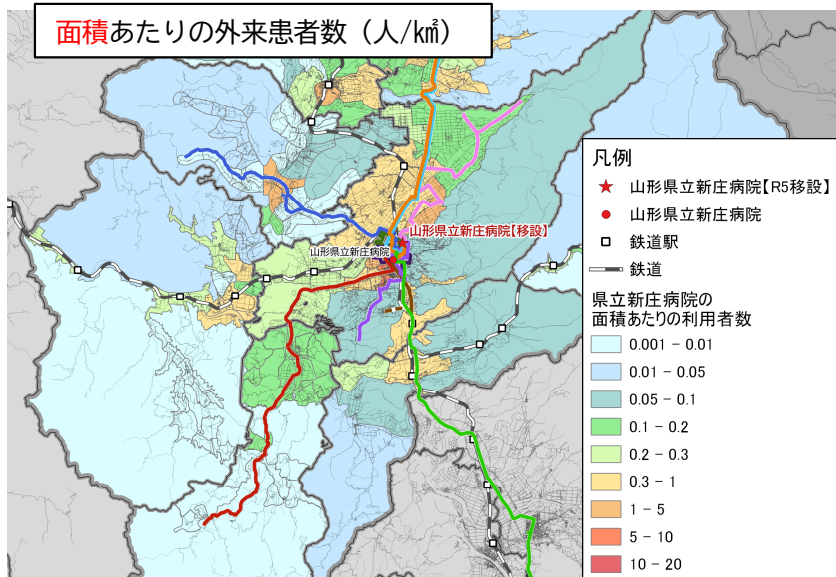 面積あたりの外来患者数（人/㎢）
山形県立新庄病院【移設】
山形県立新庄病院
凡例
山形県立新庄病院【R5移設】
山形県立新庄病院
鉄道駅
鉄道
県立新庄病院の
面積あたりの利用者数
0.001 - 0.01
0.01 - 0.05
0.05 - 0.1
0.1 - 0.2
0.2 - 0.3
0.3 - 1
1 - 5
5 - 10
10 - 20